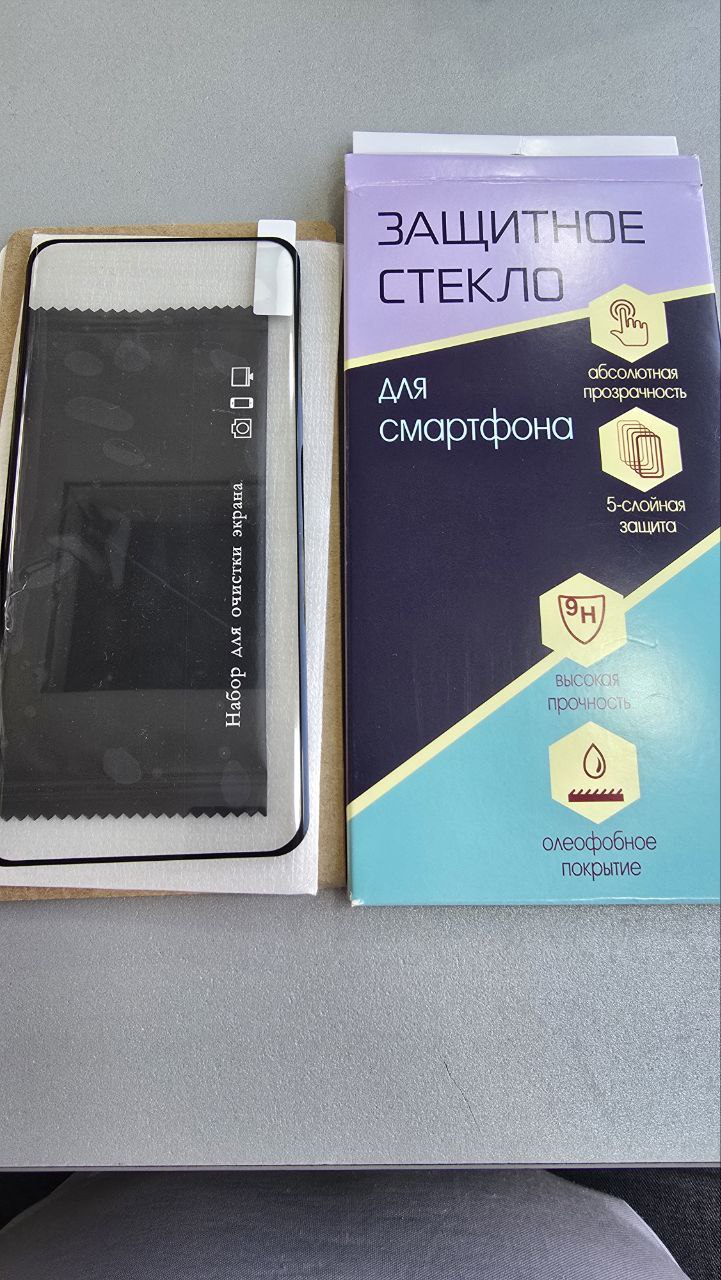 ЗАЩИТНОЕ
СТЕКЛО
для
смартфона
абсолютная
прозрачность
5-слойная
защита
9H
высокая
прочность
олеофобное
покрытие
Набор для очистки экрана